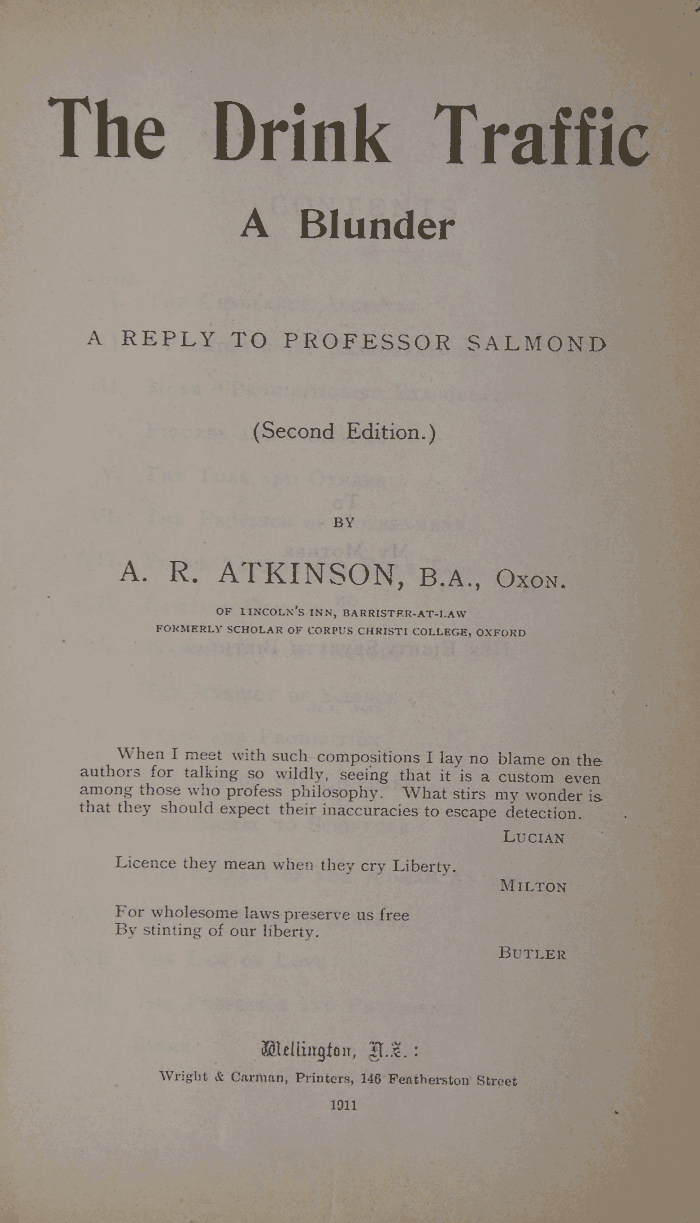 The Drink Traffic
A Blunder
A REPLY TO PROFESSOR SALMOND
(Second Edition.)
BY
A. R. ATKINSON, B.A., OXON.
OF LINCOLN'S INN, BARRISTER-AT-LAW
FORMERLY SCHOLAR OF CORPUS CHRISTI COLLEGE, OXFORD
When I meet with such compositions I lay no blame on the
authors for talking so wildly, seeing that it is a custom even
among those who profess philosophy. What stirs my wonder is
that they should expect their inaccuracies to escape detection.
LUCIAN
Licence they mean when they cry Liberty.
MILTON
For wholesome laws preserve us free
By stinting of our liberty.
BUTLER
Wellington, N.Z. :
Wright & Carman, Printers, 146 Featherston Street
1911